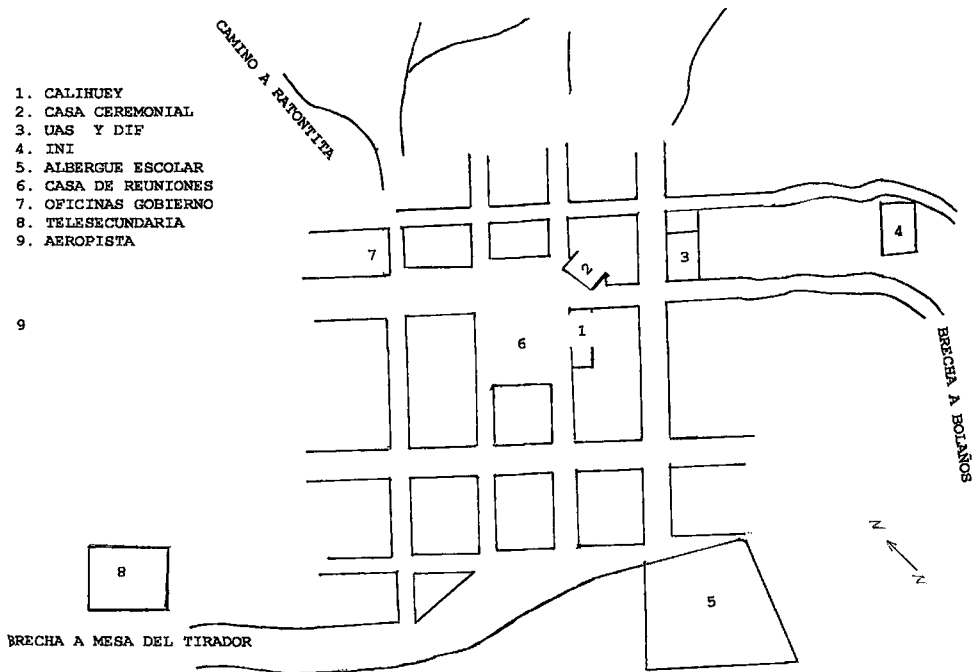 CAMINO A RATONTITA
1. CALIHUEY
2. CASA CEREMONIAL
3. UAS Y DIF
4. INI
5. ALBERGUE ESCOLAR
6. CASA DE REUNIONES
7. OFICINAS GOBIERNO
8. TELESECUNDARIA
9. AEROPISTA
4
7
3
2
9
1
6
BRECHA A BOLAÑOS
N
N
8
5
BRECHA A MESA DEL TIRADOR